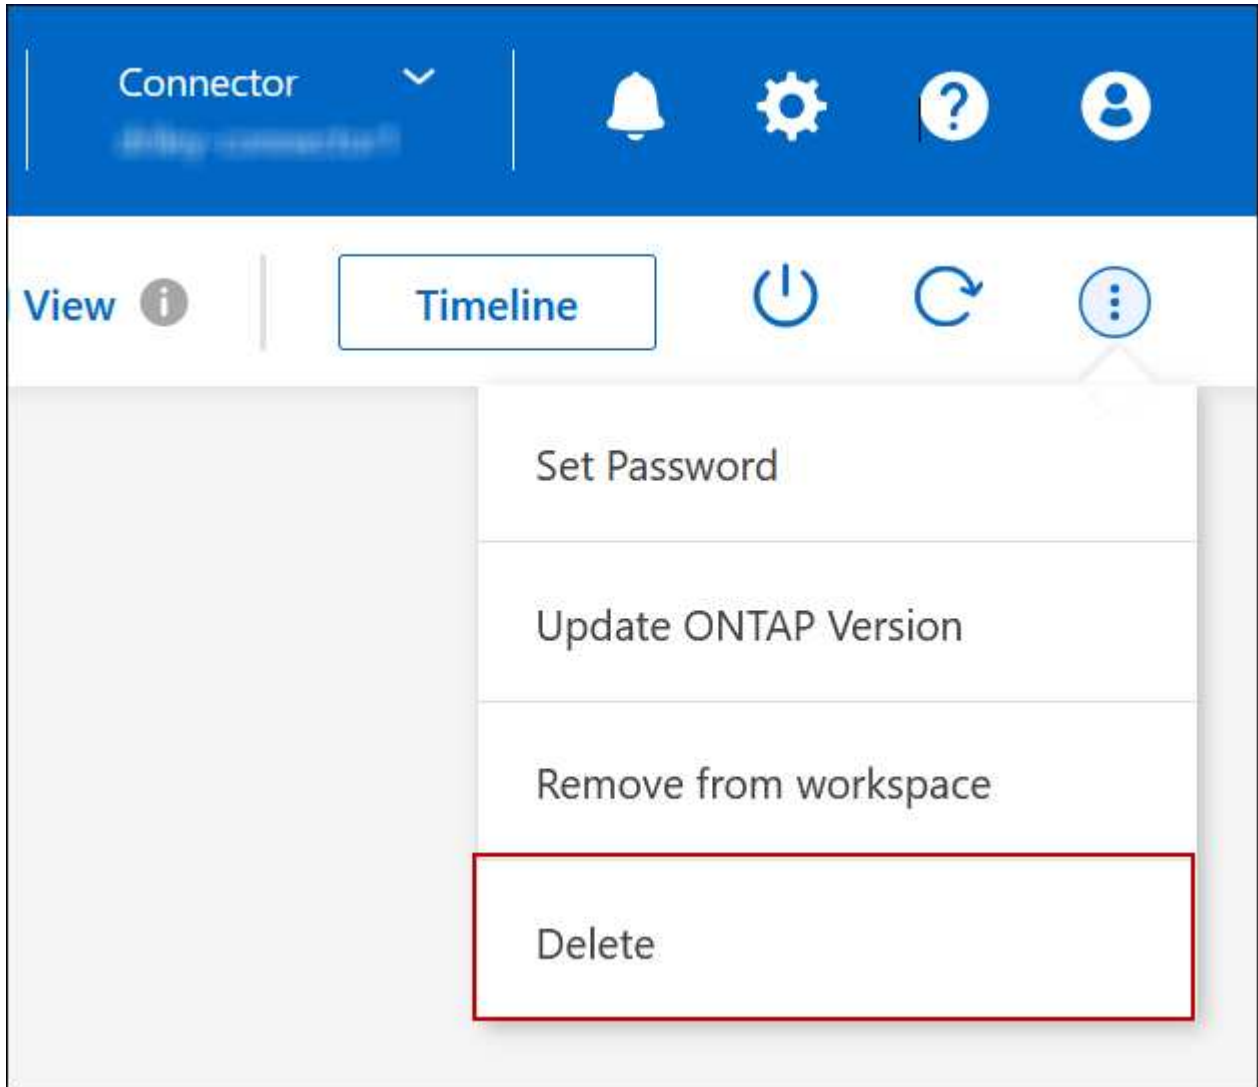 Connector
View
Timeline
Set Password
Update ONTAP Version
Remove from workspace
Delete